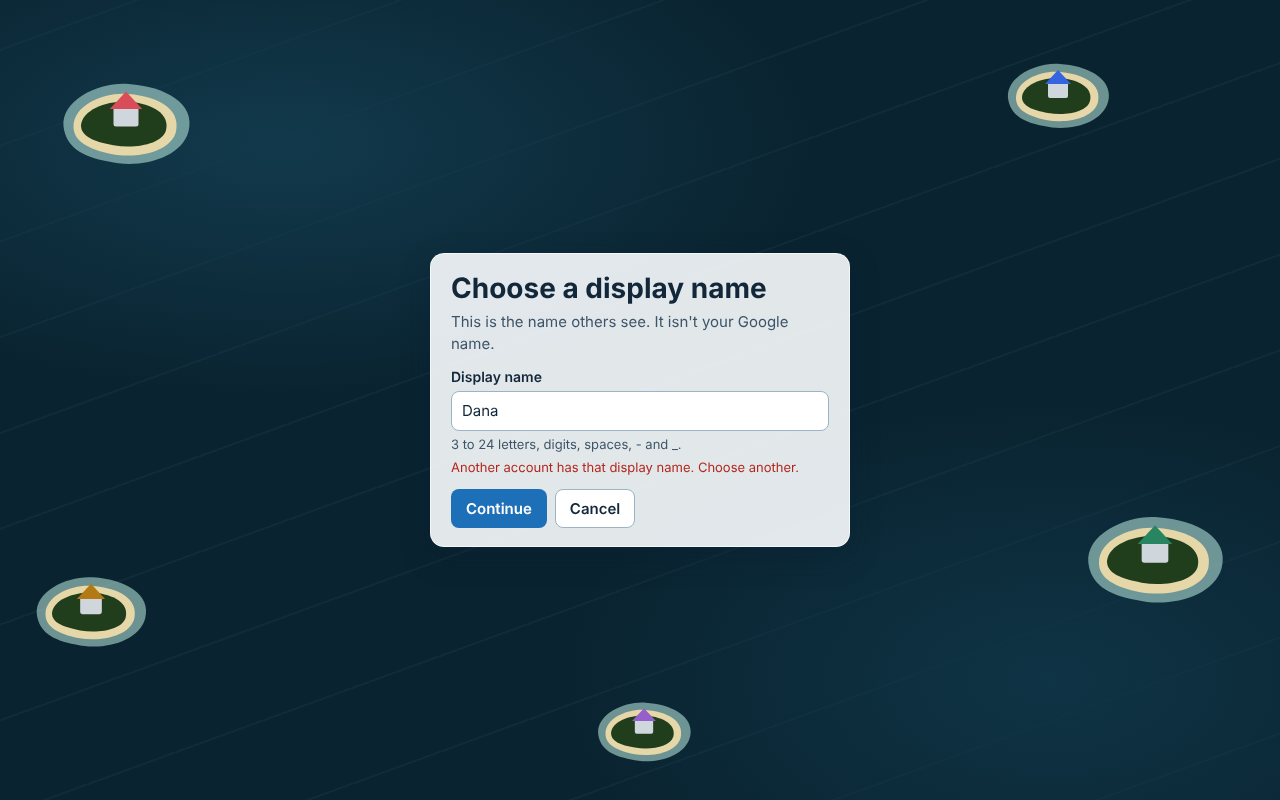 Choose a display name
This is the name others see. It isn't your Google
name.
Display name
Dana
3 to 24 letters, digits, spaces, - and _.
Another account has that display name. Choose another.
Continue
Cancel